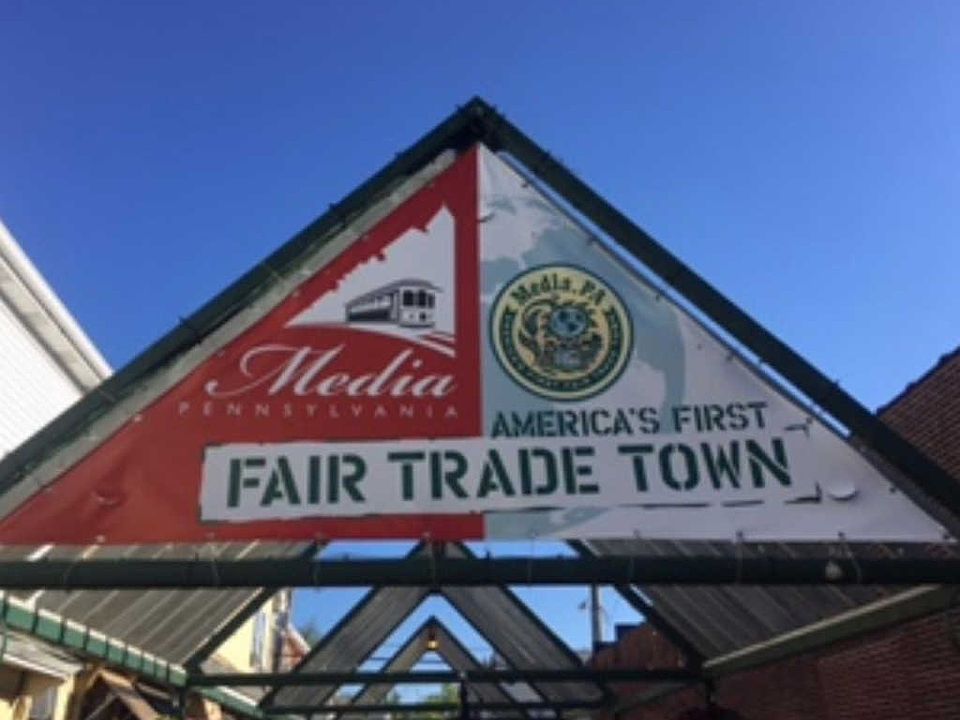 Media
PENNSYLVANIA
Media, PA
AMERICA'S FIRST
FAIR TRADE TOWN